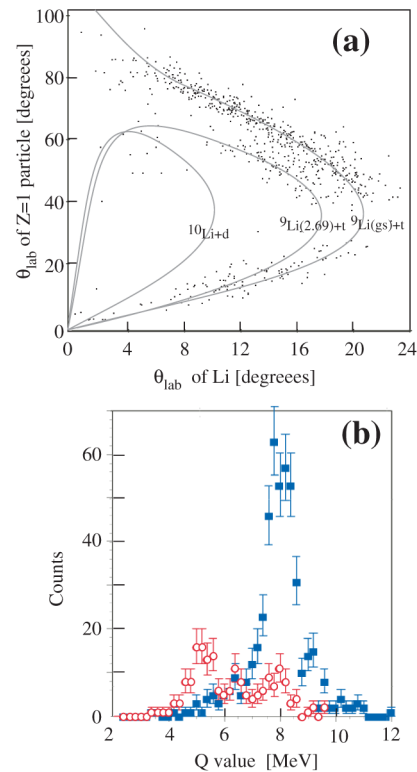 (a)
θlab of Z=1 particle [degreees]
100
80
60
40
20
0
10Li+d
9Li(2.69)+t
9Li(gs)+t
0 4 8 12 16 20 24
θlab of Li [degreees]
(b)
Counts
60
40
20
0
2 4 6 8 10 12
Q value [MeV]